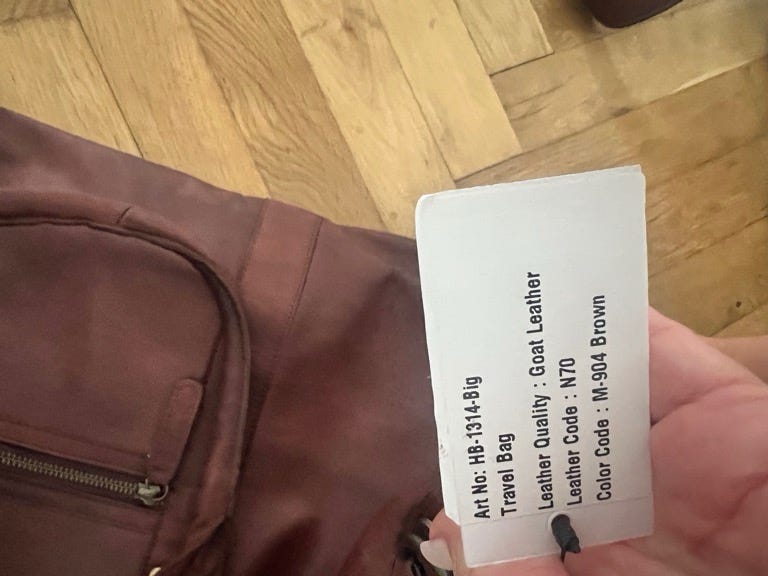 Art No: HB-1314-Big
Travel Bag
Leather Quality : Goat Leather
Leather Code : N70
Color Code : M-904 Brown